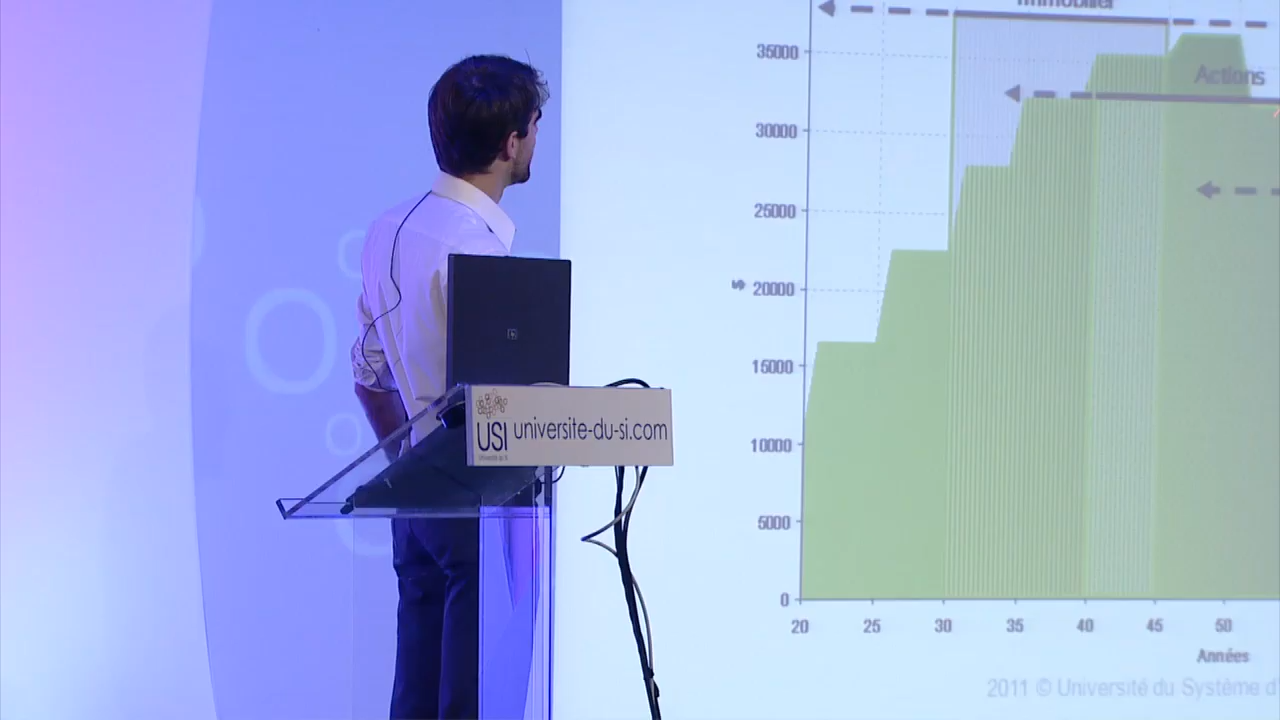 Immobilier
35000
Actions
30000
25000
$
20000
15000
10000
5000
0
20 25 30 35 40 45 50
Années
2011 © Université du Système d'
USI universite-du-si.com